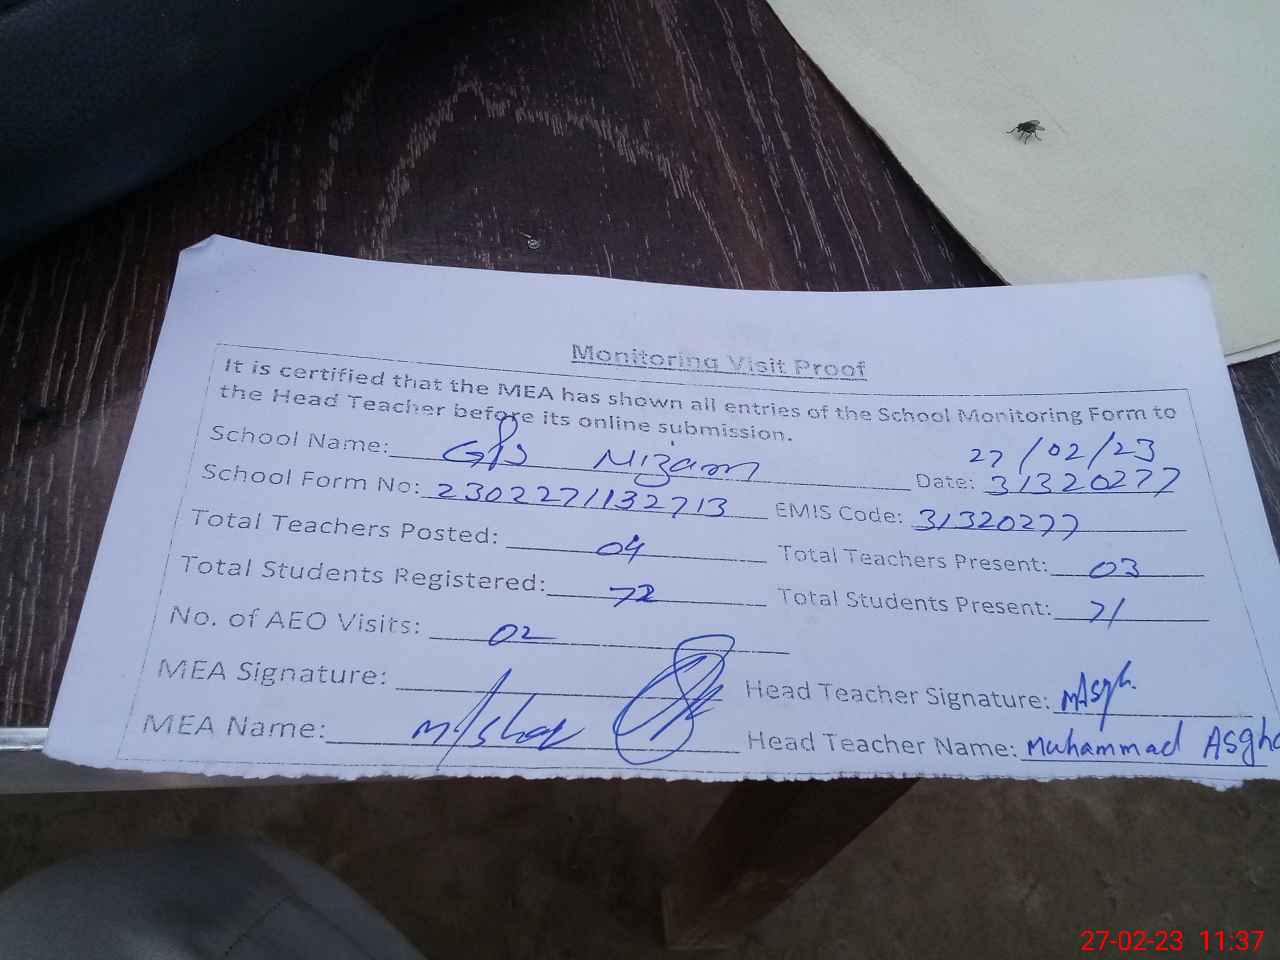 Monitoring Visit Proof
It is certified that the MEA has shown all entries of the School Monitoring Form to
the Head Teacher before its online submission.
27/02/23
School Name: GPS Nizam Date: 31320277
School Form No: 2302271132713 EMIS Code: 31320277
Total Teachers Posted: 04 Total Teachers Present: 03
Total Students Registered: 72 Total Students Present: 71
No. of AEO Visits: 02
MEA Signature: Head Teacher Signature: MAsgh.
MEA Name: Head Teacher Name: Muhammad Asgha
27-02-23 11:37